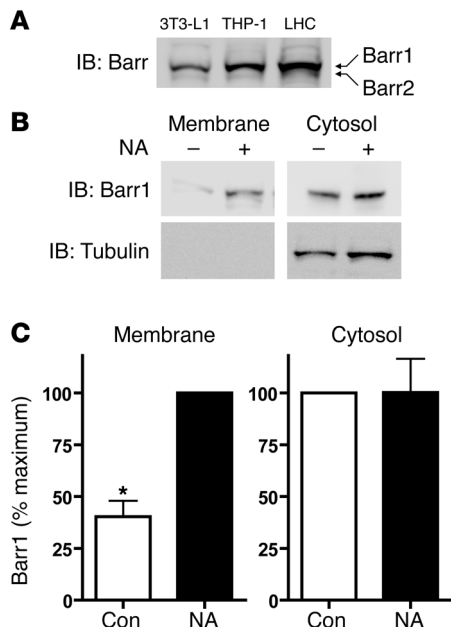 A
3T3-L1 THP-1 LHC
IB: Barr
Barr1
Barr2
B
Membrane Cytosol
NA − + − +
IB: Barr1
IB: Tubulin
C
Membrane Cytosol
Barr1 (% maximum)
100 100
75 75
50 50
*
25 25
0 0
Con NA Con NA